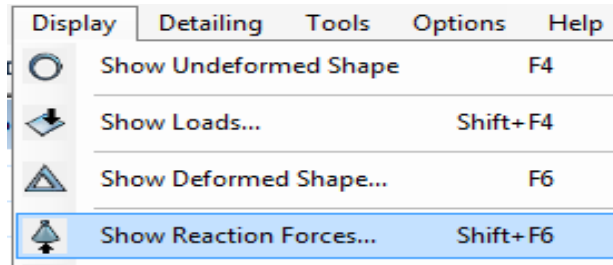 Display Detailing Tools Options Help
Show Undeformed Shape F4
Show Loads... Shift+F4
Show Deformed Shape... F6
Show Reaction Forces... Shift+F6